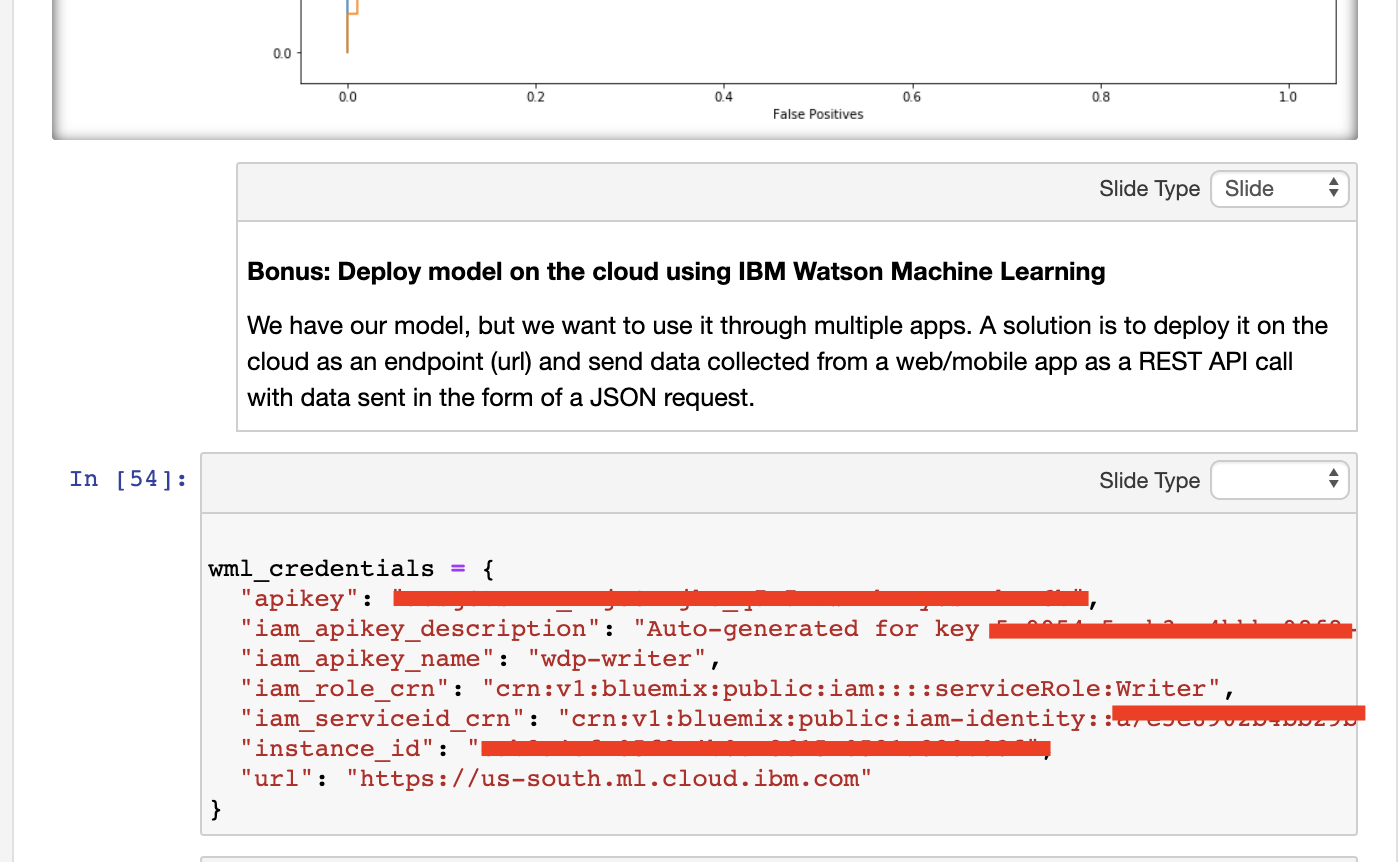 0.0
0.0 0.2 0.4 0.6 0.8 1.0
False Positives
Slide Type Slide
Bonus: Deploy model on the cloud using IBM Watson Machine Learning
We have our model, but we want to use it through multiple apps. A solution is to deploy it on the
cloud as an endpoint (url) and send data collected from a web/mobile app as a REST API call
with data sent in the form of a JSON request.
In [54]:
Slide Type
wml_credentials = {
"apikey": ,
"iam_apikey_description": "Auto-generated for key
"iam_apikey_name": "wdp-writer",
"iam_role_crn": "crn:v1:bluemix:public:iam::::serviceRole:Writer",
"iam_serviceid_crn": "crn:v1:bluemix:public:iam-identity::
"instance_id": "
"url": "https://us-south.ml.cloud.ibm.com"
}